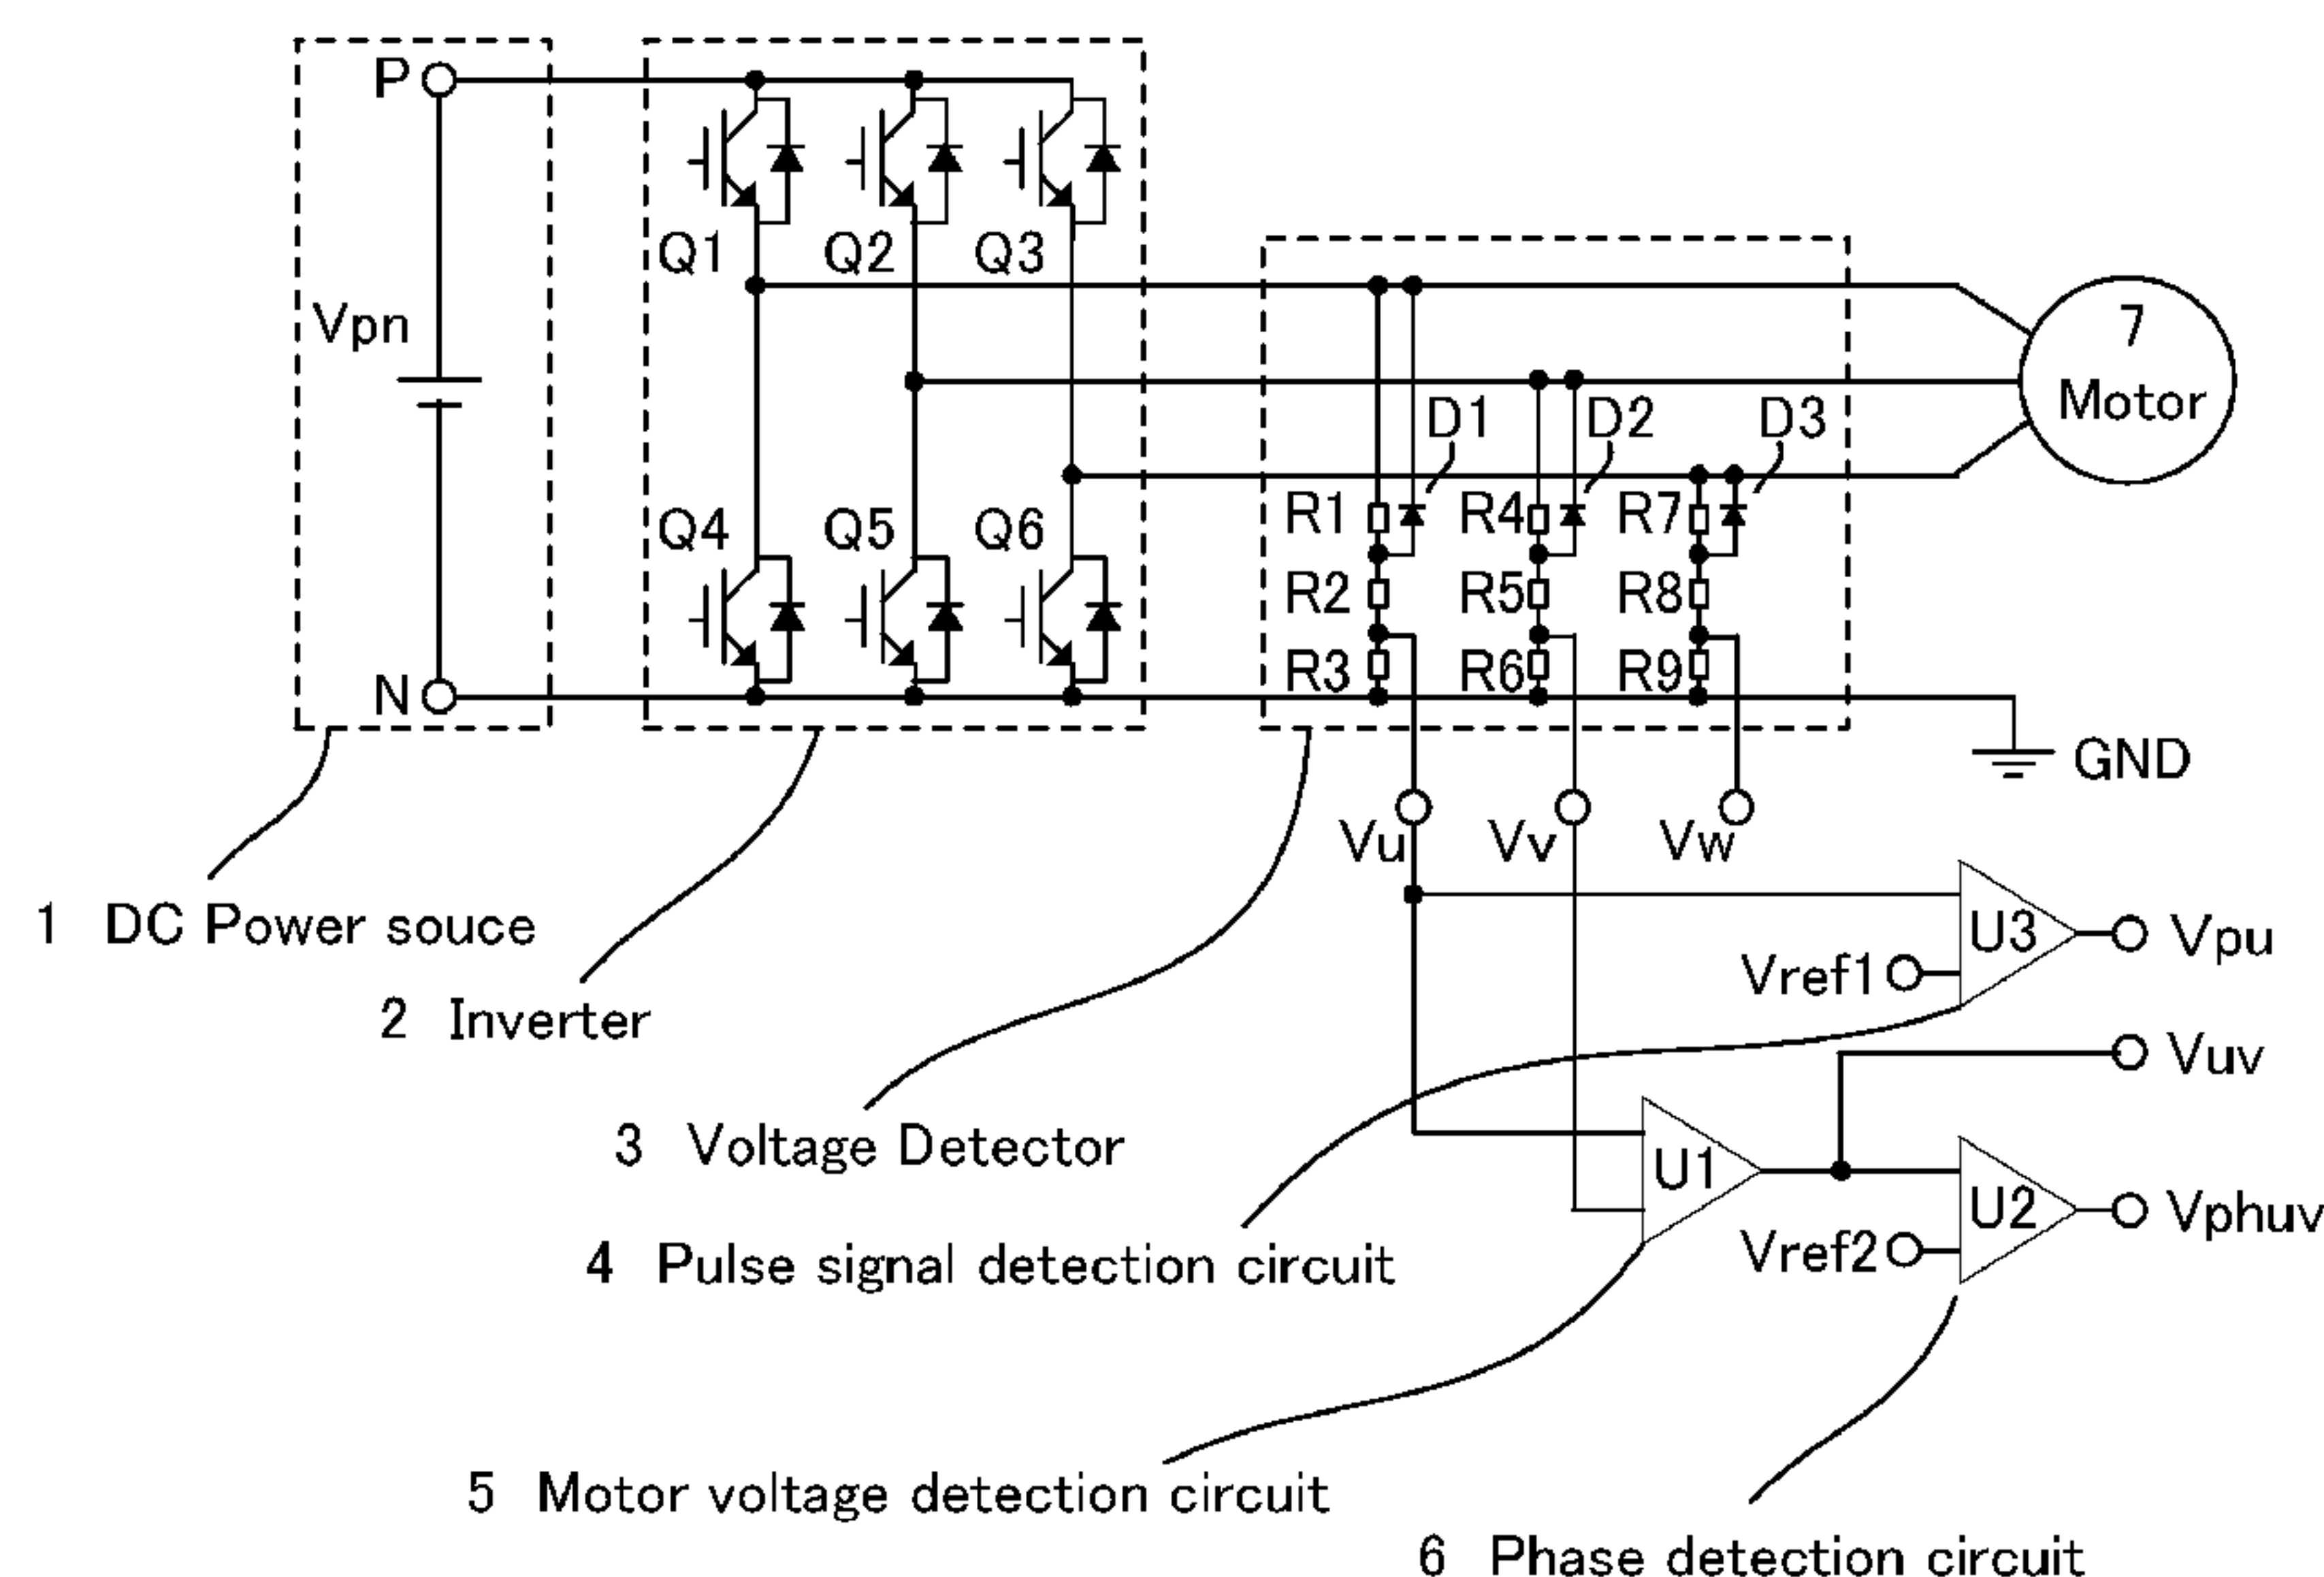 P
Vpn
N
Q1 Q2 Q3
Q4 Q5 Q6
7
Motor
D1 D2 D3
R1 R4 R7
R2 R5 R8
R3 R6 R9
GND
Vu Vv Vw
1 DC Power souce
2 Inverter
3 Voltage Detector
4 Pulse signal detection circuit
5 Motor voltage detection circuit
6 Phase detection circuit
U3
Vpu
Vref1
Vuv
U1
U2
Vphuv
Vref2